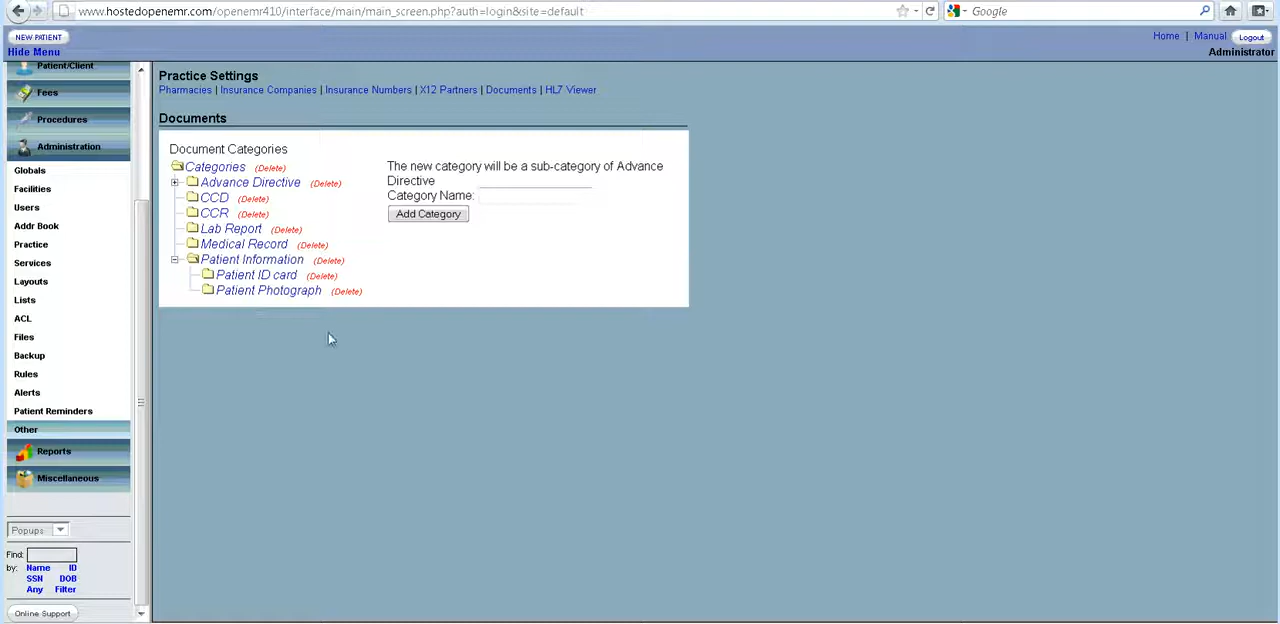 www.hostedopenemr.com/openemr410/interface/main/main_screen.php?auth=login&site=default
Google
NEW PATIENT
Home | Manual Logout
Hide Menu
Administrator
Patient/Client
Fees
Procedures
Administration
Globals
Facilities
Users
Addr Book
Practice
Services
Layouts
Lists
ACL
Files
Backup
Rules
Alerts
Patient Reminders
Other
Reports
Miscellaneous
Popups
Find:
by: Name ID
SSN DOB
Any Filter
Online Support
Practice Settings
Pharmacies | Insurance Companies | Insurance Numbers | X12 Partners | Documents | HL7 Viewer
Documents
Document Categories
Categories (Delete)
Advance Directive (Delete)
CCD (Delete)
CCR (Delete)
Lab Report (Delete)
Medical Record (Delete)
Patient Information (Delete)
Patient ID card (Delete)
Patient Photograph (Delete)
The new category will be a sub-category of Advance
Directive
Category Name:
Add Category